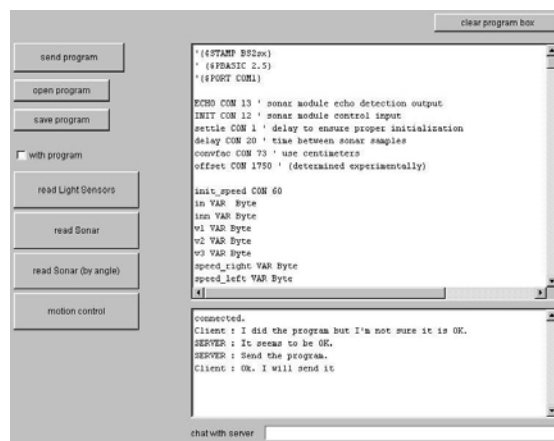 clear program box
send program
open program
save program
with program
read Light Sensors
read Sonar
read Sonar (by angle)
motion control
'{$STAMP BS2sx}
' {$PBASIC 2.5}
'{$PORT COM1}
ECHO CON 13 ' sonar module echo detection output
INIT CON 12 ' sonar module control input
settle CON 1 ' delay to ensure proper initialization
delay CON 20 ' time between sonar samples
convfac CON 73 ' use centimeters
offset CON 1750 ' (determined experimentally)
init_speed CON 60
in VAR Byte
inn VAR Byte
v1 VAR Byte
v2 VAR Byte
v3 VAR Byte
speed_right VAR Byte
speed_left VAR Byte
connected.
Client : I did the program but I'm not sure it is OK.
SERVER : It seems to be OK.
SERVER : Send the program.
Client : Ok. I will send it
chat with server